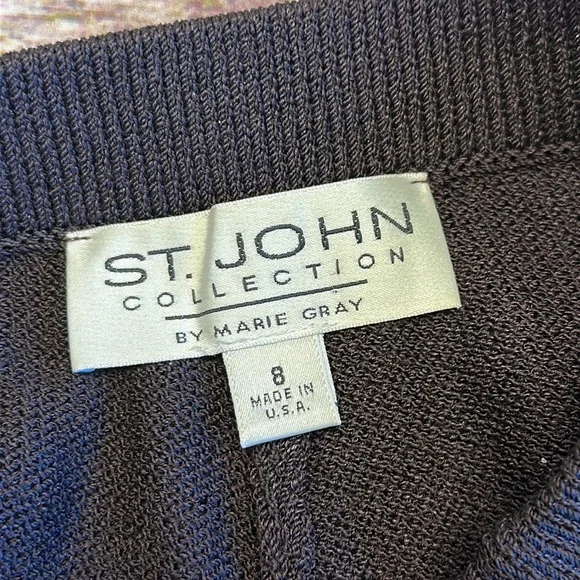 ST. JOHN
COLLECTION
BY MARIE GRAY
8
MADE IN
U.S.A.